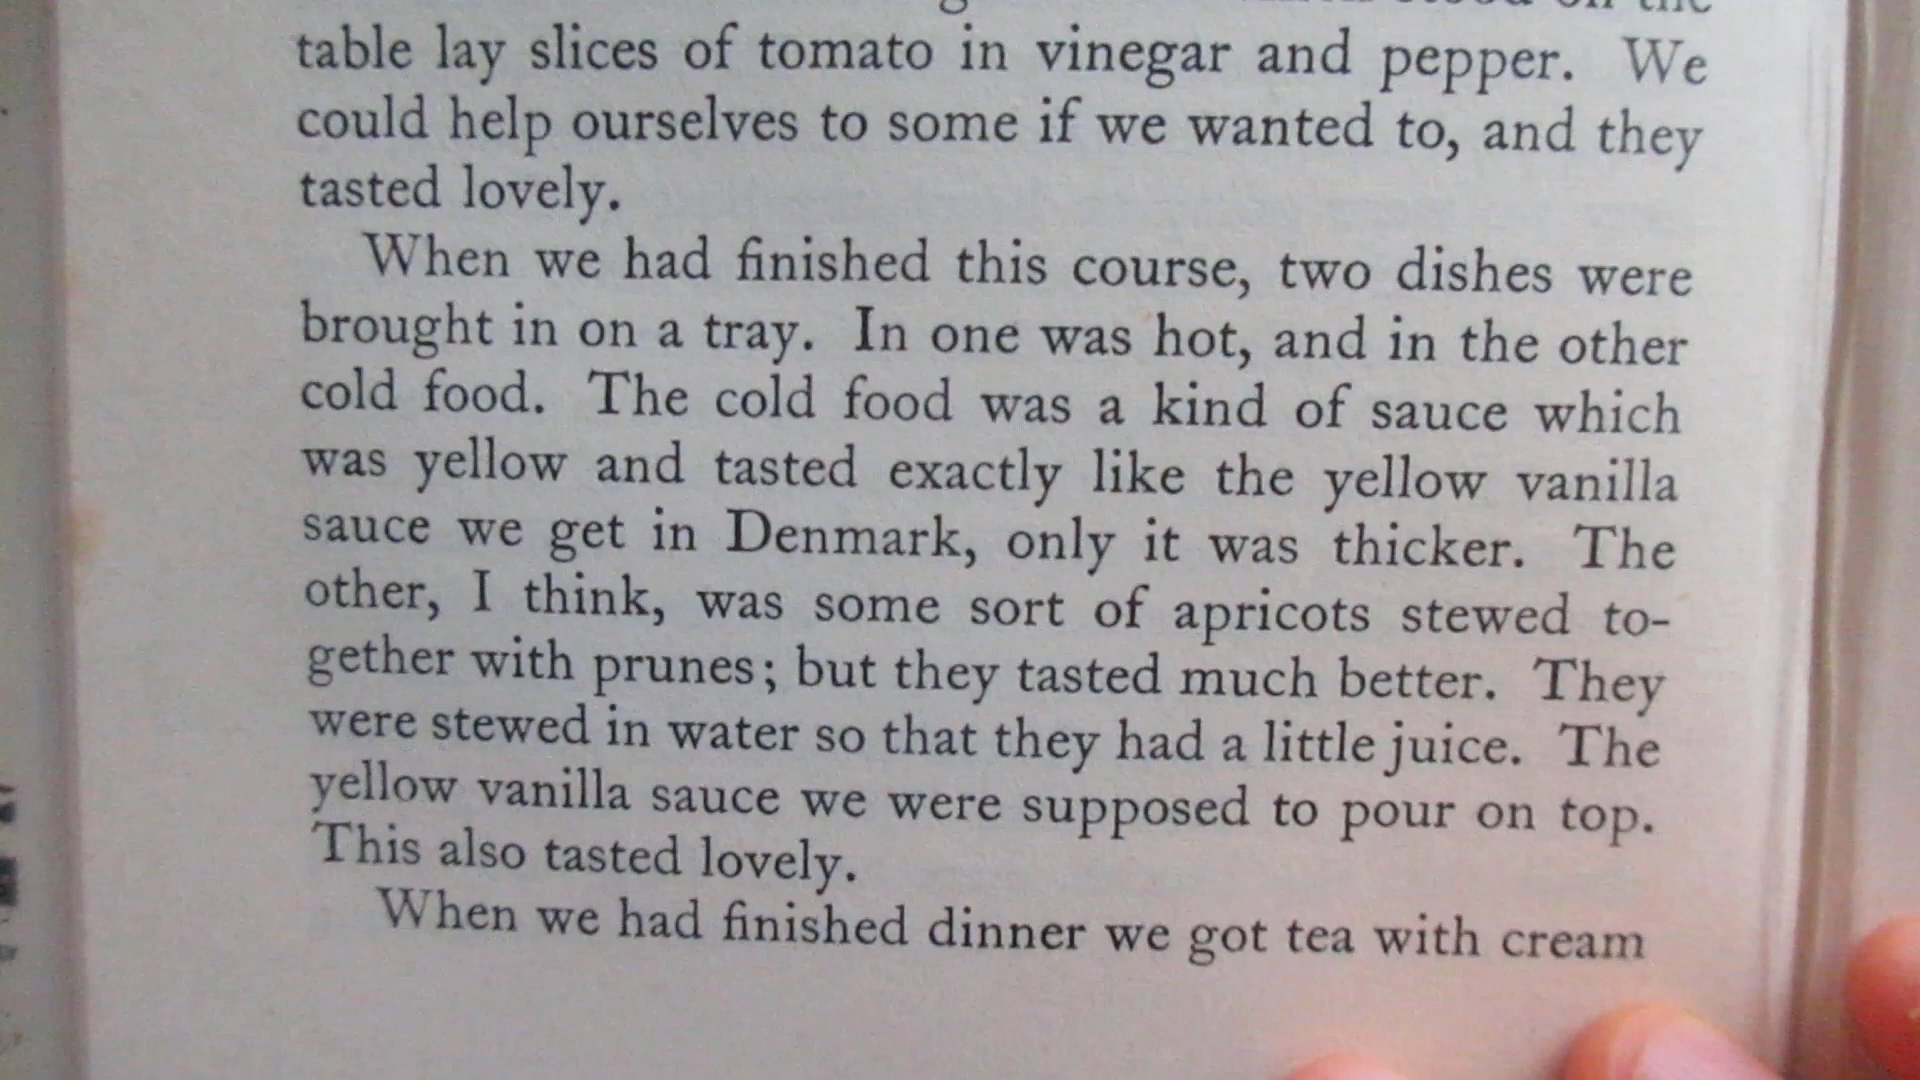 table lay slices of tomato in vinegar and pepper. We
could help ourselves to some if we wanted to, and they
tasted lovely.
When we had finished this course, two dishes were
brought in on a tray. In one was hot, and in the other
cold food. The cold food was a kind of sauce which
was yellow and tasted exactly like the yellow vanilla
sauce we get in Denmark, only it was thicker. The
other, I think, was some sort of apricots stewed to-
gether with prunes; but they tasted much better. They
were stewed in water so that they had a little juice. The
yellow vanilla sauce we were supposed to pour on top.
This also tasted lovely.
When we had finished dinner we got tea with cream